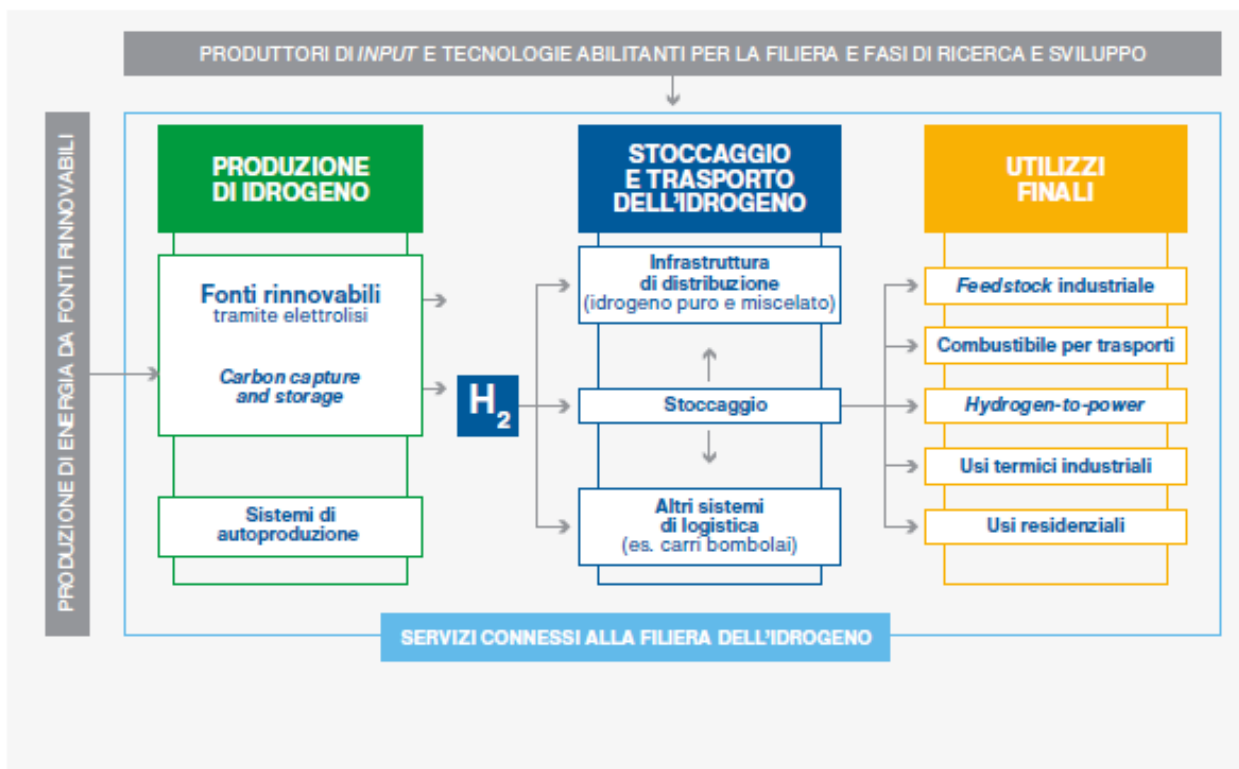 PRODUTTORI DI INPUT E TECNOLOGIE ABILITANTI PER LA FILIERA E FASI DI RICERCA E SVILUPPO
PRODUZIONE DI ENERGIA DA FONTI RINNOVABILI
PRODUZIONE
DI IDROGENO
Fonti rinnovabili
tramite elettrolisi
Carbon capture
and storage
Sistemi di
autoproduzione
H2
STOCCAGGIO
E TRASPORTO
DELL'IDROGENO
Infrastruttura
di distribuzione
(idrogeno puro e miscelato)
Stoccaggio
Altri sistemi
di logistica
(es. carri bombolai)
UTILIZZI
FINALI
Feedstock industriale
Combustibile per trasporti
Hydrogen-to-power
Usi termici industriali
Usi residenziali
SERVIZI CONNESSI ALLA FILIERA DELL'IDROGENO